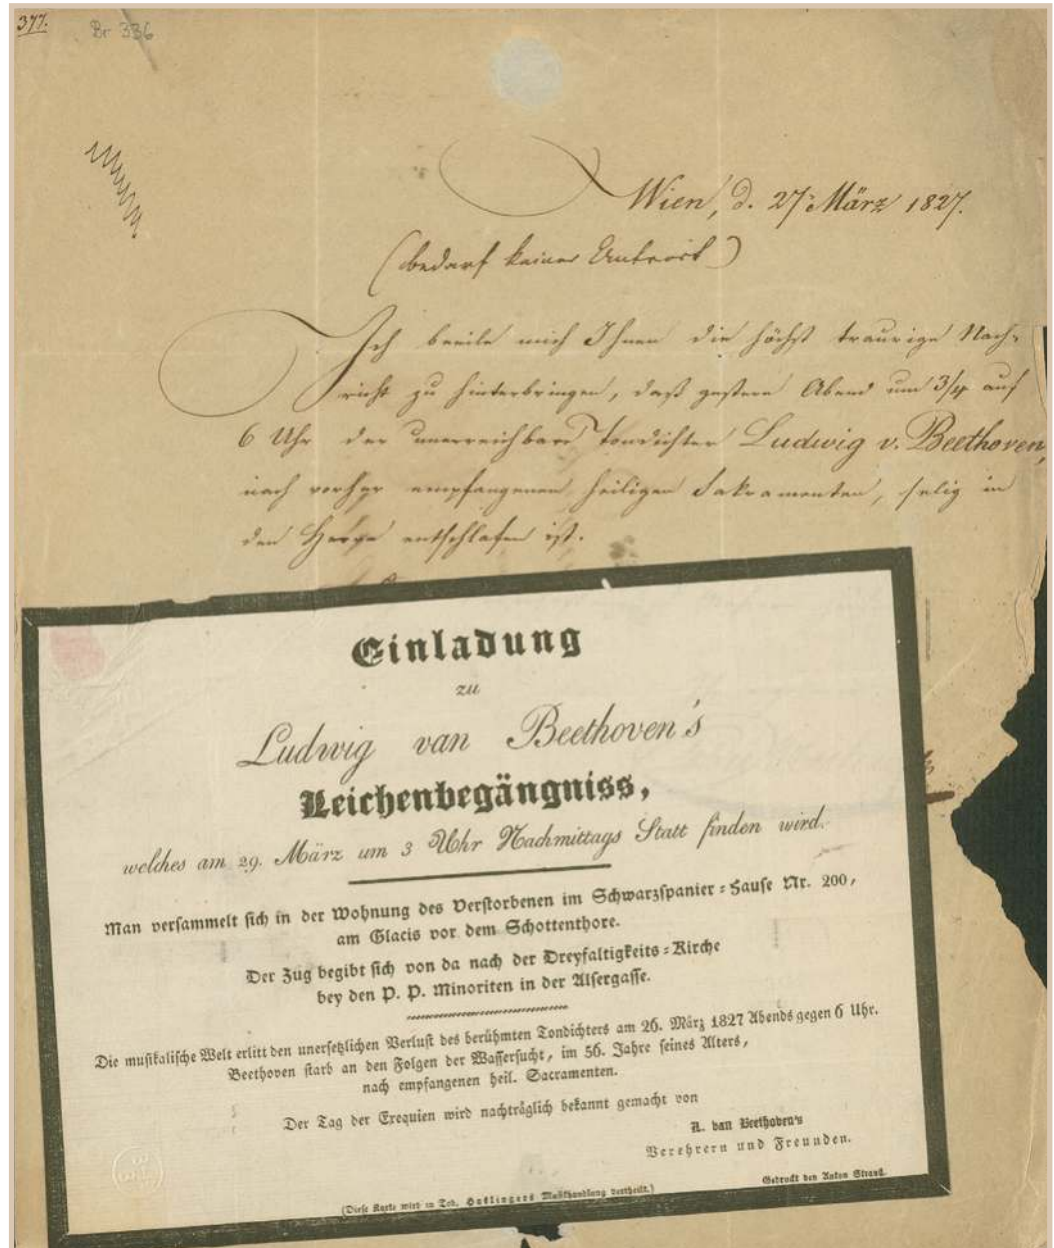 377.
Br 336
Wien, d. 27. März 1827.
(bedarf keiner Antwort)
Ich beeile mich Ihnen die höchst traurige Nach-
richt zu hinterbringen, daß gestern Abend um 3/4 auf
6 Uhr der unerreichbare Tondichter Ludwig v. Beethoven,
nach vorher empfangenen heiligen Sakramenten, selig in
den Herrn entschlafen ist.
Einladung
zu
Ludwig van Beethoven's
Leichenbegängniss,
welches am 29. März um 3 Uhr Nachmittags Statt finden wird.
Man versammelt sich in der Wohnung des Verstorbenen im Schwarzspanier=Hause Nr. 200,
am Glacis vor dem Schottenthore.
Der Zug begibt sich von da nach der Dreyfaltigkeits=Kirche
bey den P. P. Minoriten in der Alsergasse.
Die musikalische Welt erlitt den unersetzlichen Verlust des berühmten Tondichters am 26. März 1827 Abends gegen 6 Uhr.
Beethoven starb an den Folgen der Wassersucht, im 56. Jahre seines Alters,
nach empfangenen heil. Sacramenten.
Der Tag der Exequien wird nachträglich bekannt gemacht von
L. van Beethoven's
Verehrern und Freunden.
Gedruckt bey Anton Strauß.
(Diese Karte wird in Tob. Haslingers Musikhandlung vertheilt.)